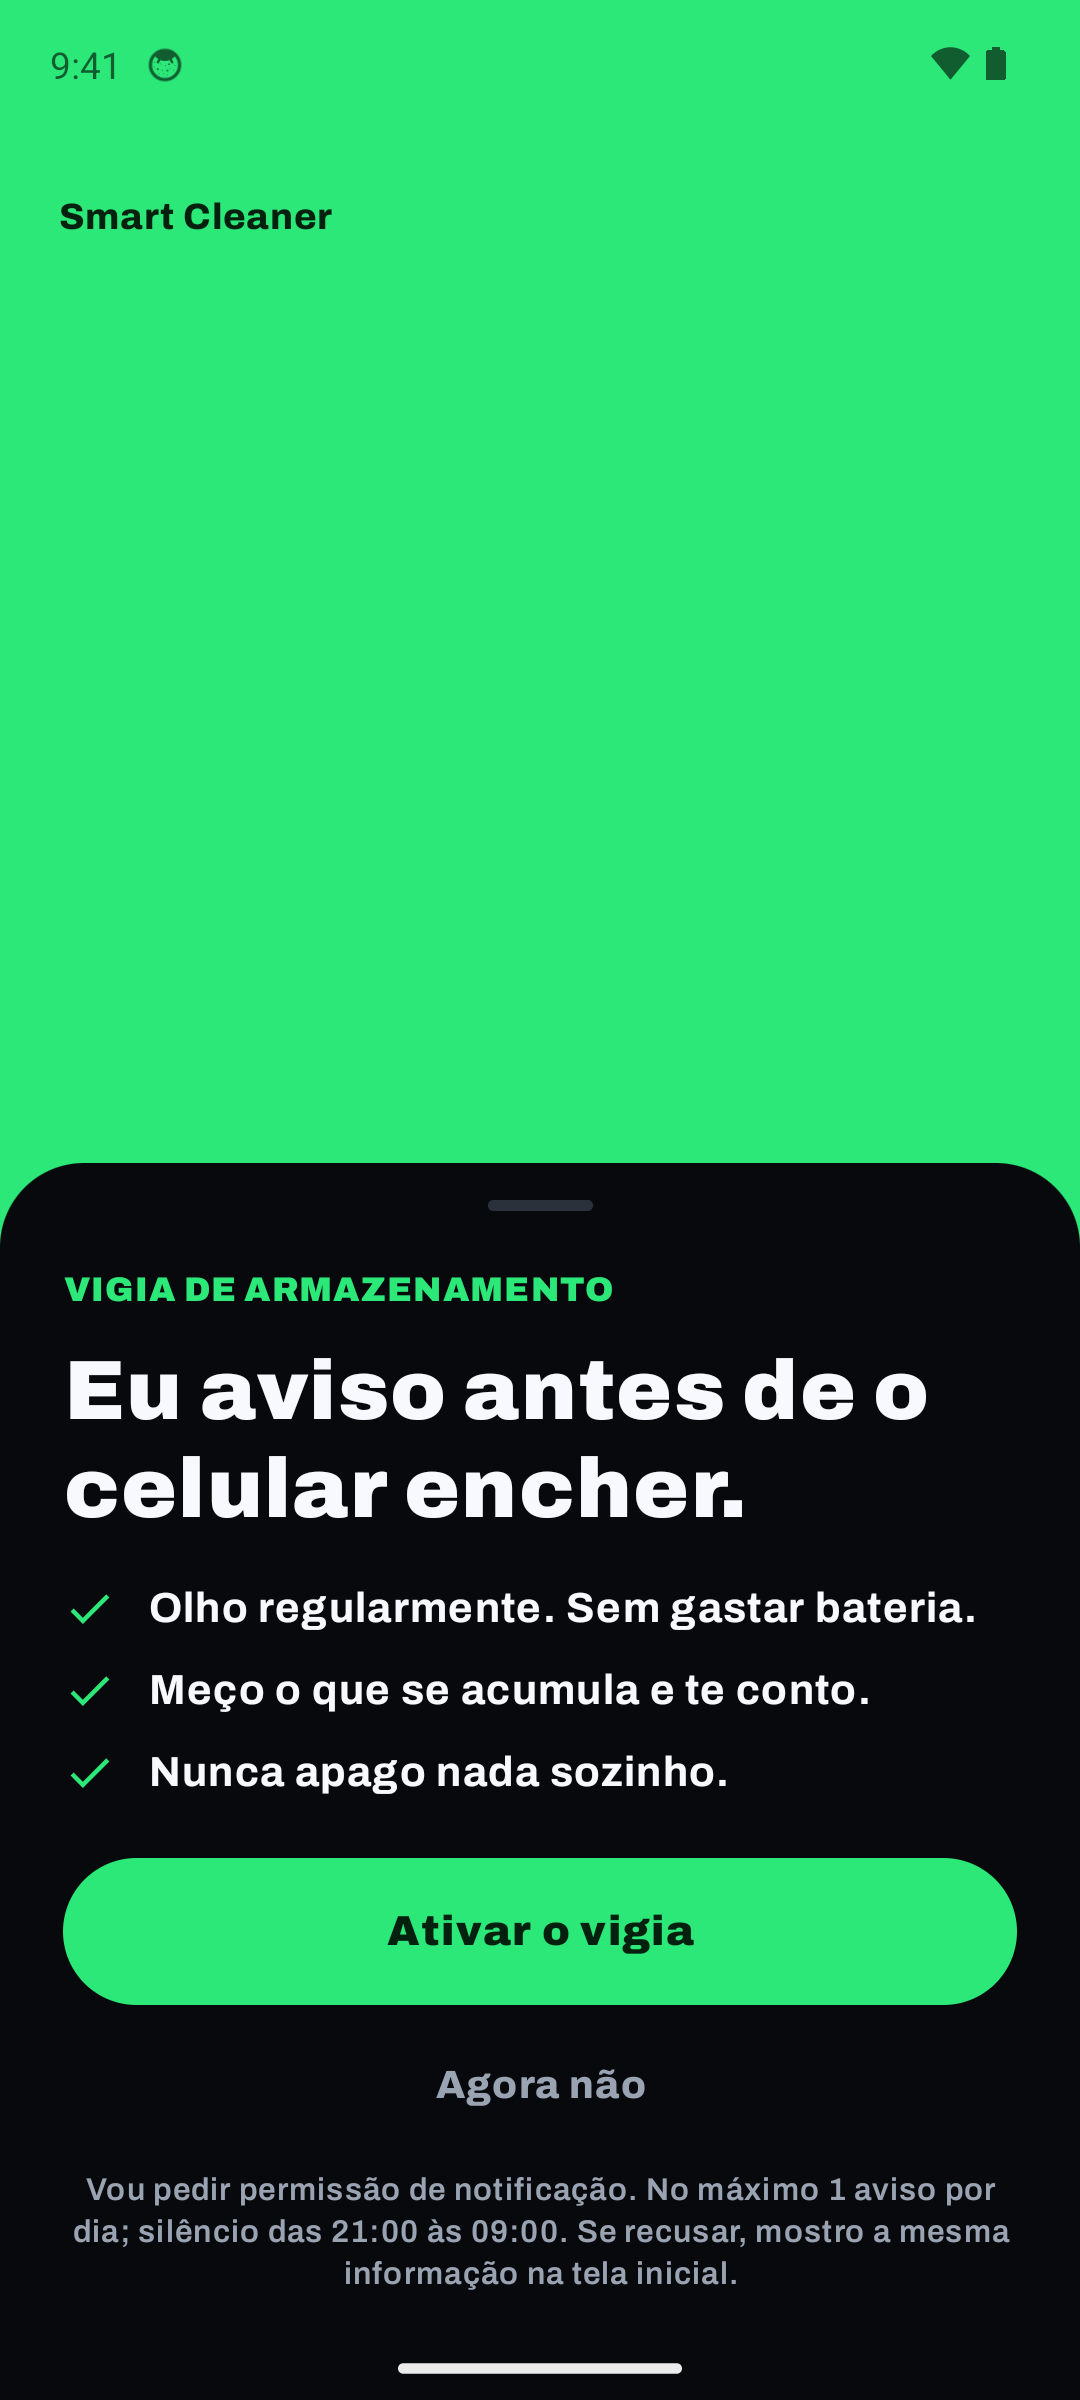 9:41
Smart Cleaner
VIGIA DE ARMAZENAMENTO
Eu aviso antes de o
celular encher.
Olho regularmente. Sem gastar bateria.
Meço o que se acumula e te conto.
Nunca apago nada sozinho.
Ativar o vigia
Agora não
Vou pedir permissão de notificação. No máximo 1 aviso por
dia; silêncio das 21:00 às 09:00. Se recusar, mostro a mesma
informação na tela inicial.